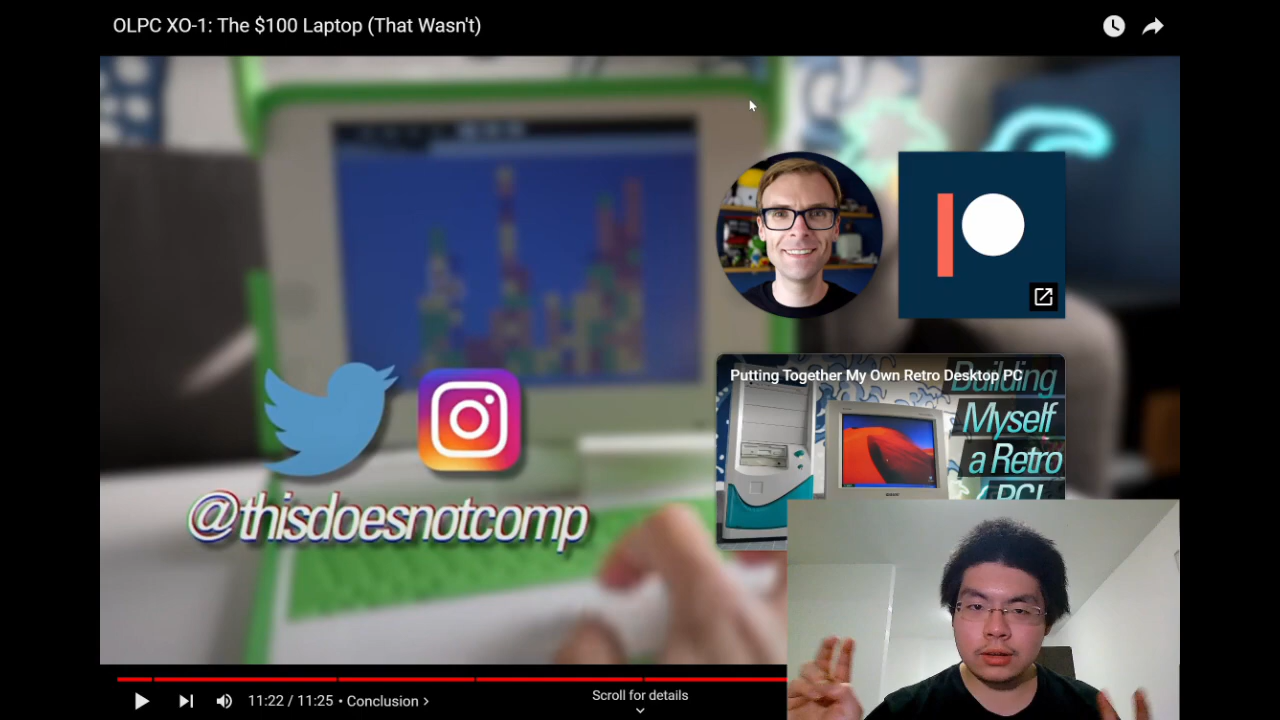 OLPC XO-1: The $100 Laptop (That Wasn't)
Putting Together My Own Retro Desktop PC
Building
Myself
a Retro
PC!
@thisdoesnotcomp
11:22 / 11:25 • Conclusion ›
Scroll for details